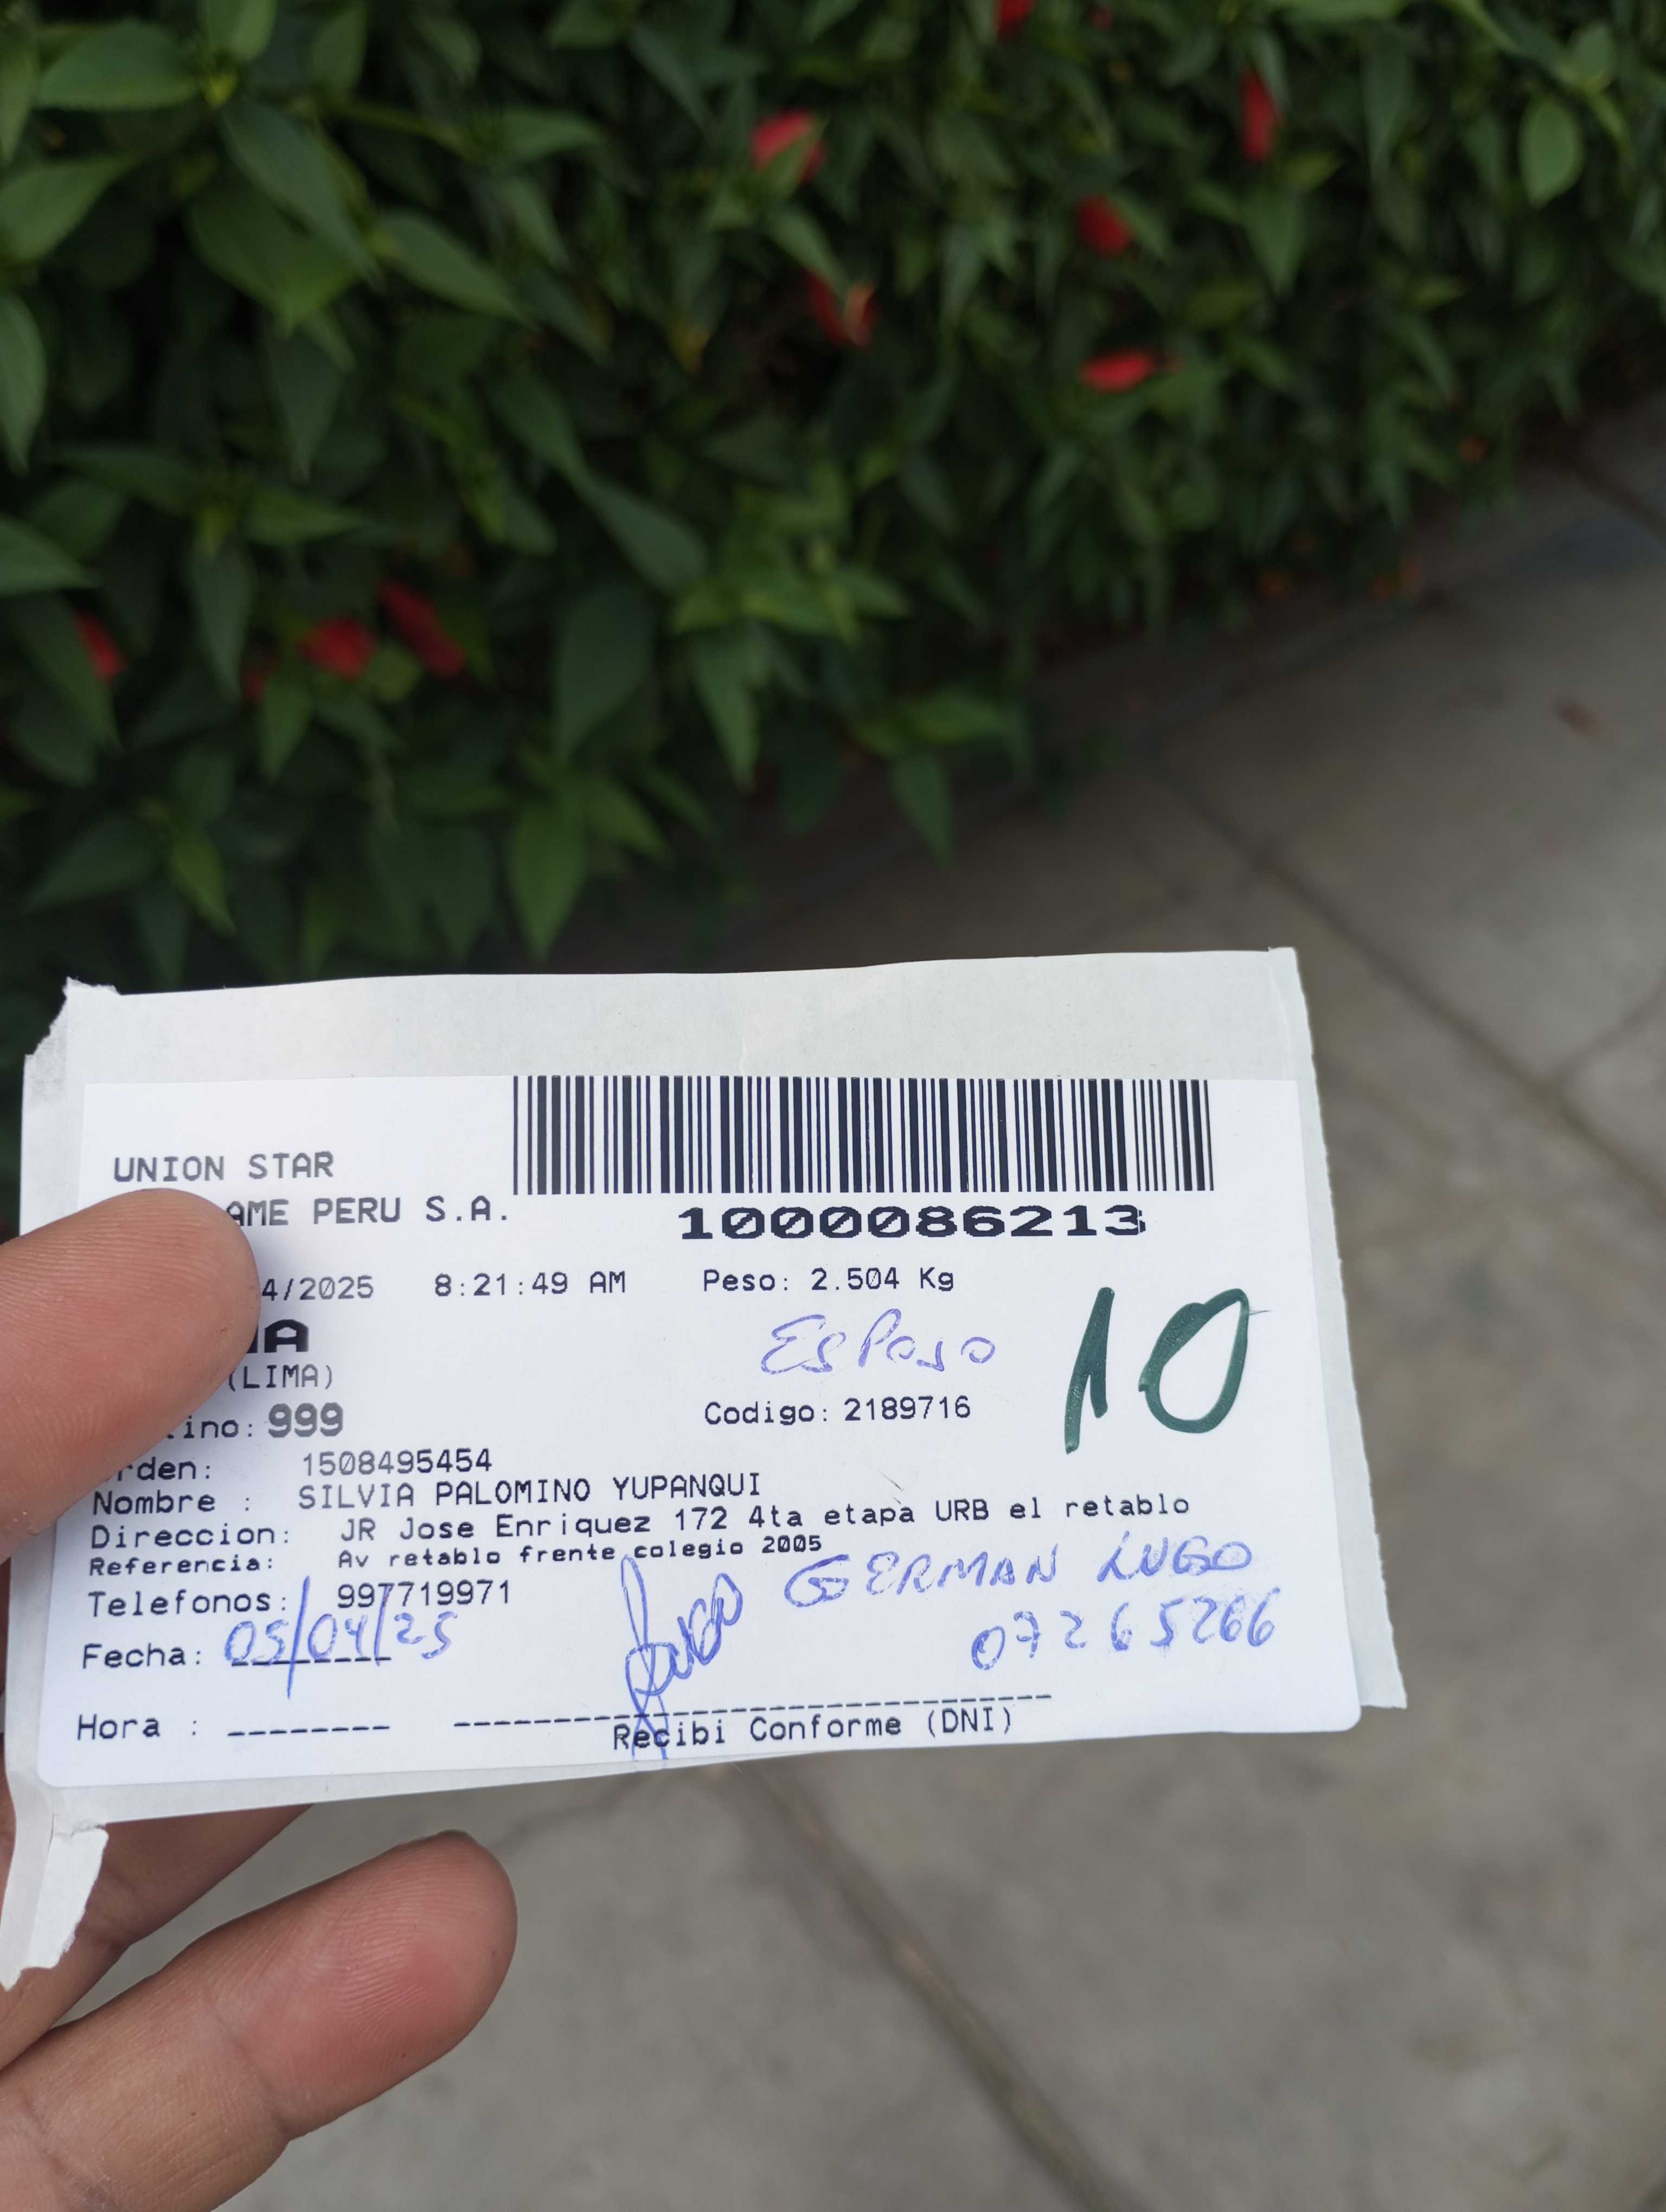 UNION STAR
AME PERU S.A.
1000086213
4/2025 8:21:49 AM Peso: 2.504 Kg
A
(LIMA)
Esposo
10
ino: 999
Codigo: 2189716
rden: 1508495454
Nombre : SILVIA PALOMINO YUPANQUI
Direccion: JR Jose Enriquez 172 4ta etapa URB el retablo
Referencia: Av retablo frente colegio 2005
Telefonos: 997719971
GERMAN LUGO
07265266
Fecha: 05/04/25
Hora : --------
Recibi Conforme (DNI)